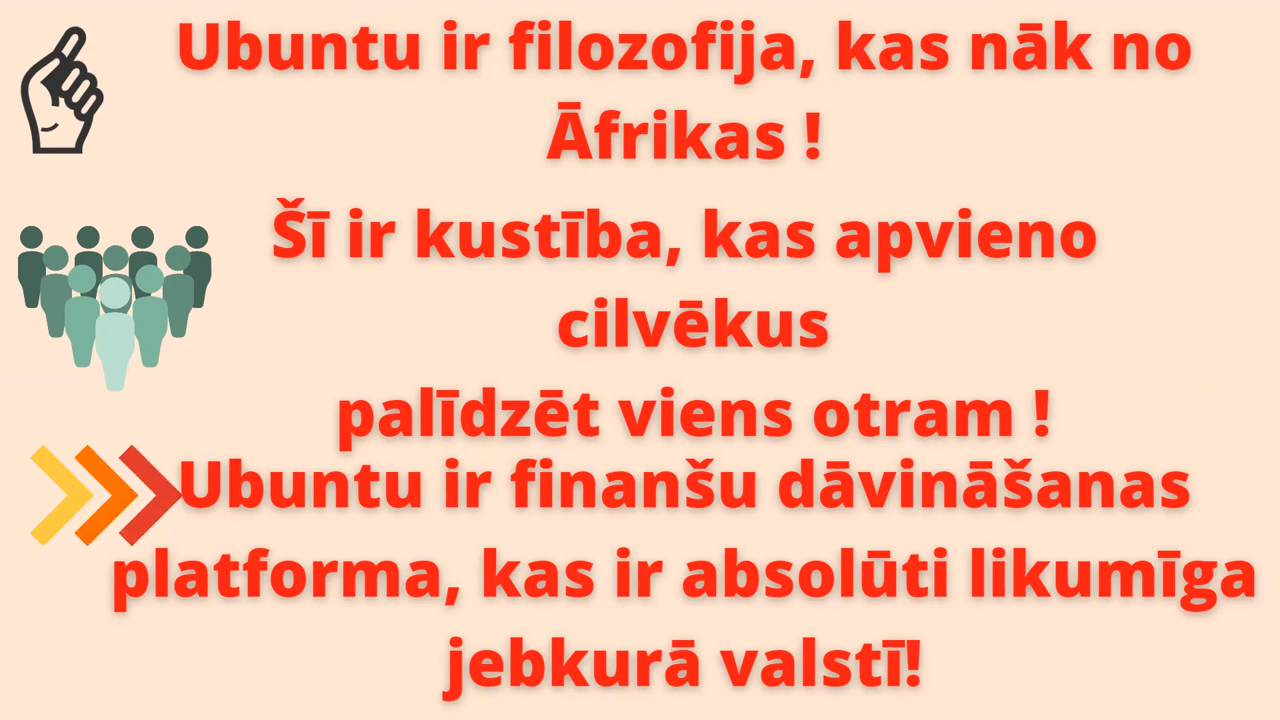 Ubuntu ir filozofija, kas nāk no
Āfrikas !
Šī ir kustība, kas apvieno
cilvēkus
palīdzēt viens otram !
Ubuntu ir finanšu dāvināšanas
platforma, kas ir absolūti likumīga
jebkurā valstī!